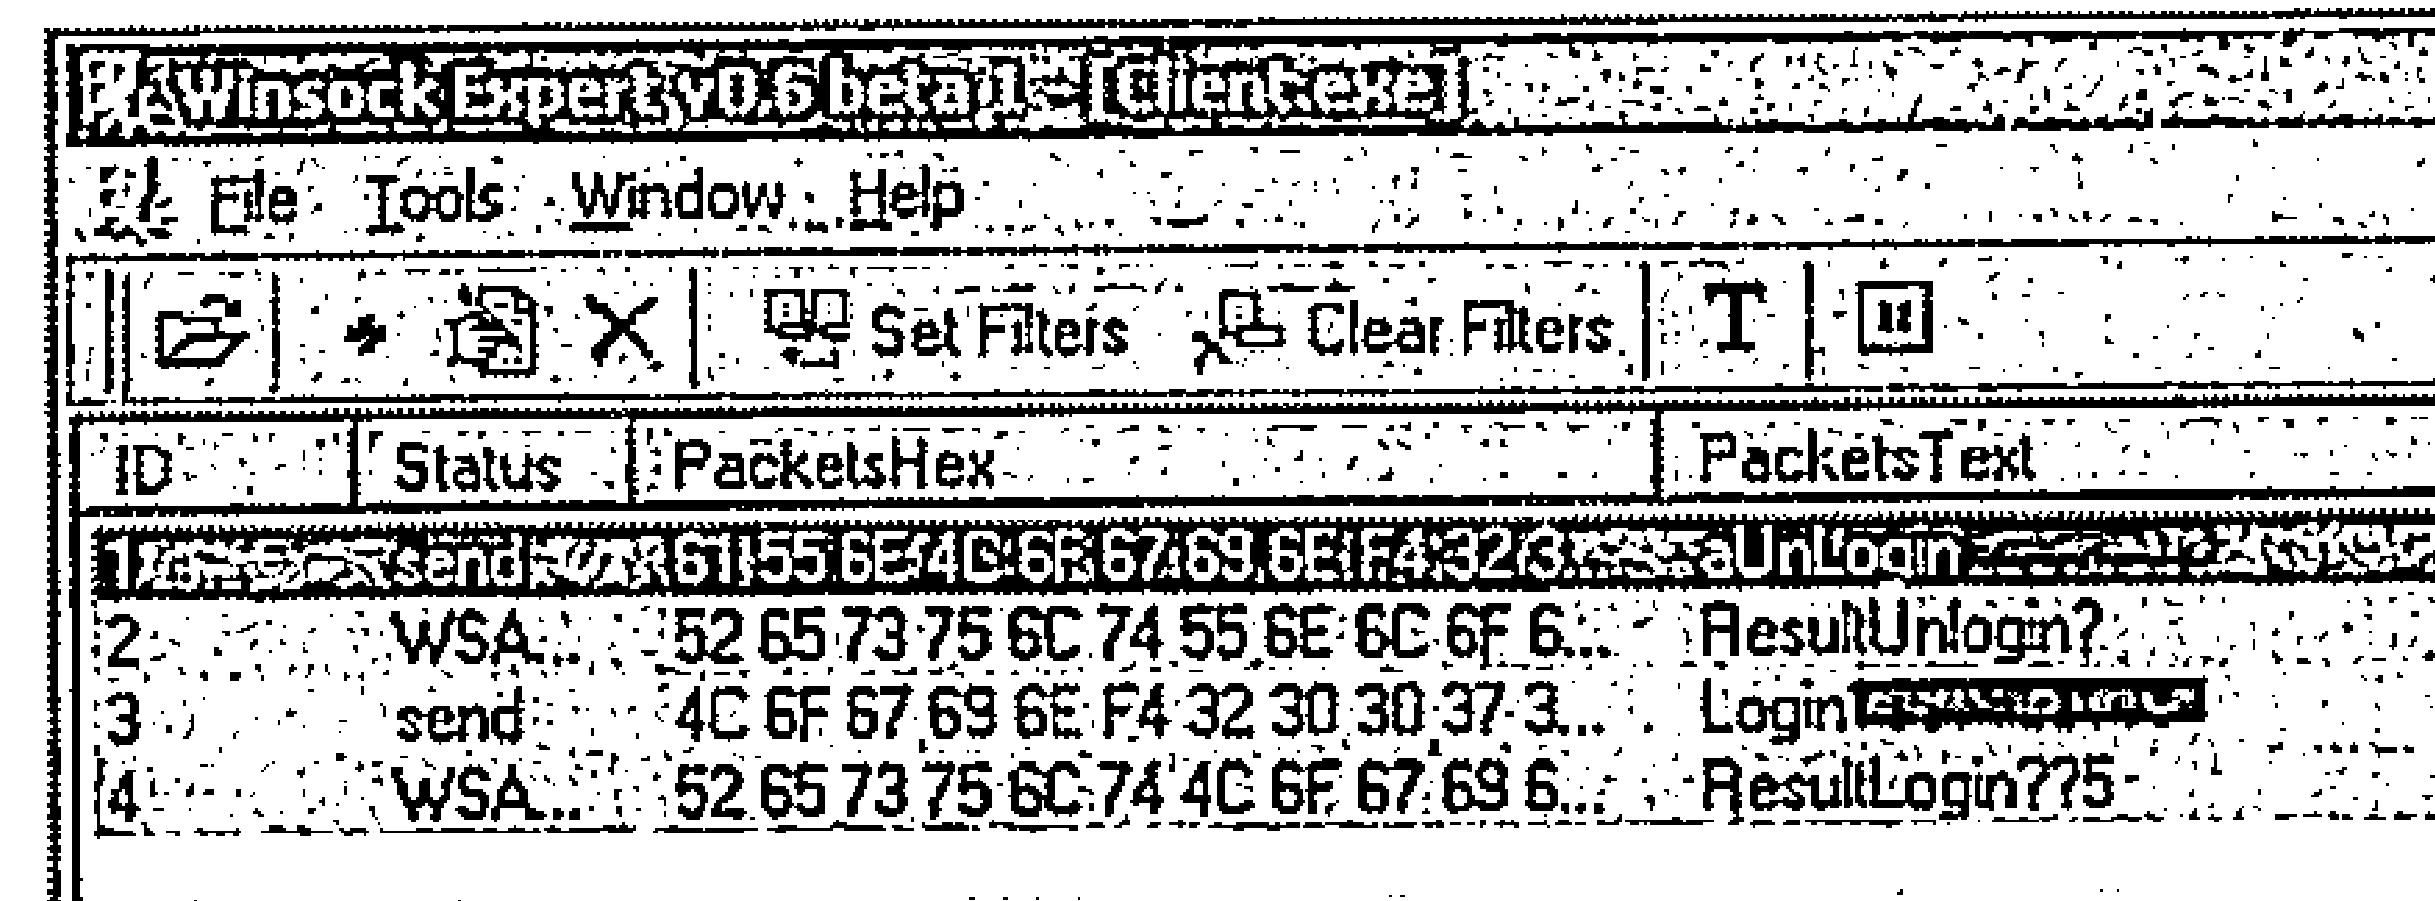 Winsock Expert v0.6 beta 1 - [Client.exe]
File Tools Window Help
Set Filters Clear Filters T
ID Status PacketsHex PacketsText
1 send 61 55 6E 4C 6F 67 69 6E F4 32 3... aUnLogin
2 WSA... 52 65 73 75 6C 74 55 6E 6C 6F 6... ResultUnlogin?
3 send 4C 6F 67 69 6E F4 32 30 30 37 3... Login
4 WSA... 52 65 73 75 6C 74 4C 6F 67 69 6... ResultLogin??5